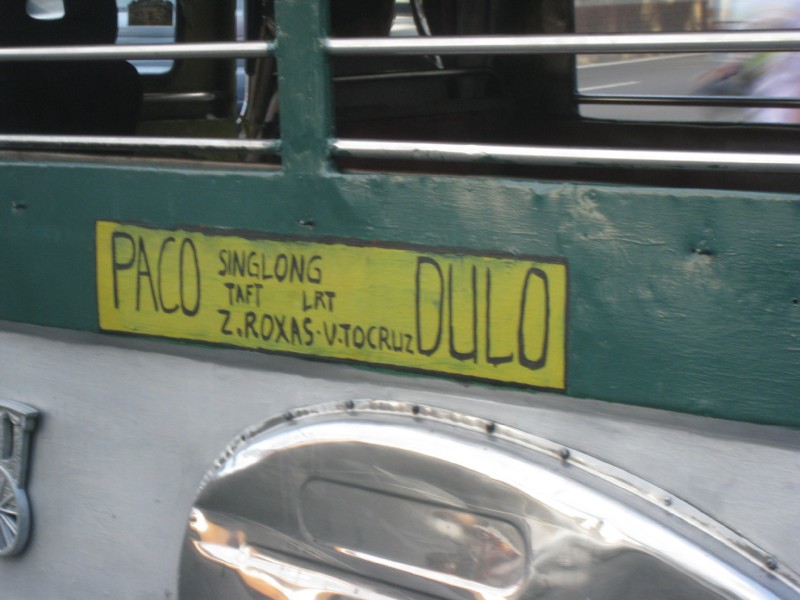 PACO
SINGLONG
TAFT LRT
Z.ROXAS·V.TOCRUZ
DULO